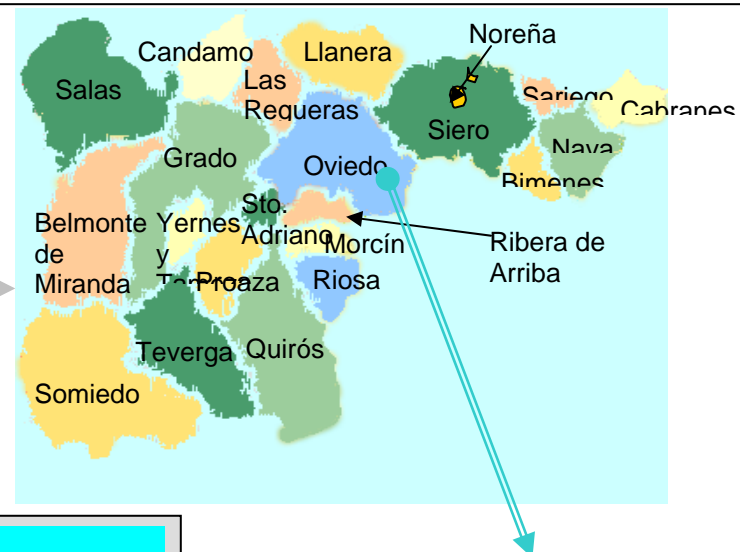 Noreña
Candamo
Llanera
Salas
Las
Regueras
Sariego
Cabranes
Siero
Grado
Nava
Oviedo
Bimenes
Sto.
Adriano
Belmonte
de
Miranda
Yernes
y
Morcín
Ribera de
Arriba
Proaza
Riosa
Teverga
Quirós
Somiedo